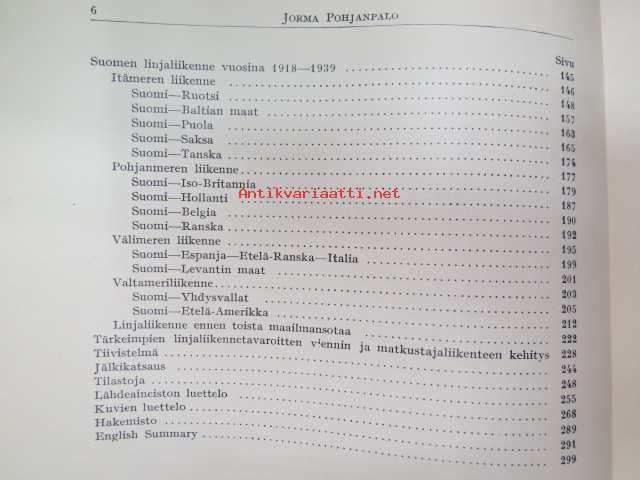 6 JORMA POHJANPALO
Sivu
Suomen linjaliikenne vuosina 1918—1939 145
Itämeren liikenne 146
Suomi—Ruotsi 148
Suomi—Baltian maat 157
Suomi—Puola 163
Suomi—Saksa 165
Suomi—Tanska 174
Pohjanmeren liikenne 177
Suomi—Iso-Britannia 179
Antikvariaatti.net
Suomi—Hollanti 187
Suomi—Belgia 190
Suomi—Ranska 192
Välimeren liikenne 195
Suomi—Espanja—Etelä-Ranska—Italia 199
Suomi—Levantin maat 201
Valtameriliikenne 203
Suomi—Yhdysvallat 205
Suomi—Etelä-Amerikka 212
Linjaliikenne ennen toista maailmansotaa 222
Tärkeimpien linjaliikennetavaroitten viennin ja matkustajaliikenteen kehitys 228
Tiivistelmä 244
Jälkikatsaus 248
Tilastoja 255
Lähdeaineiston luettelo 268
Kuvien luettelo 289
Hakemisto 291
English Summary 299